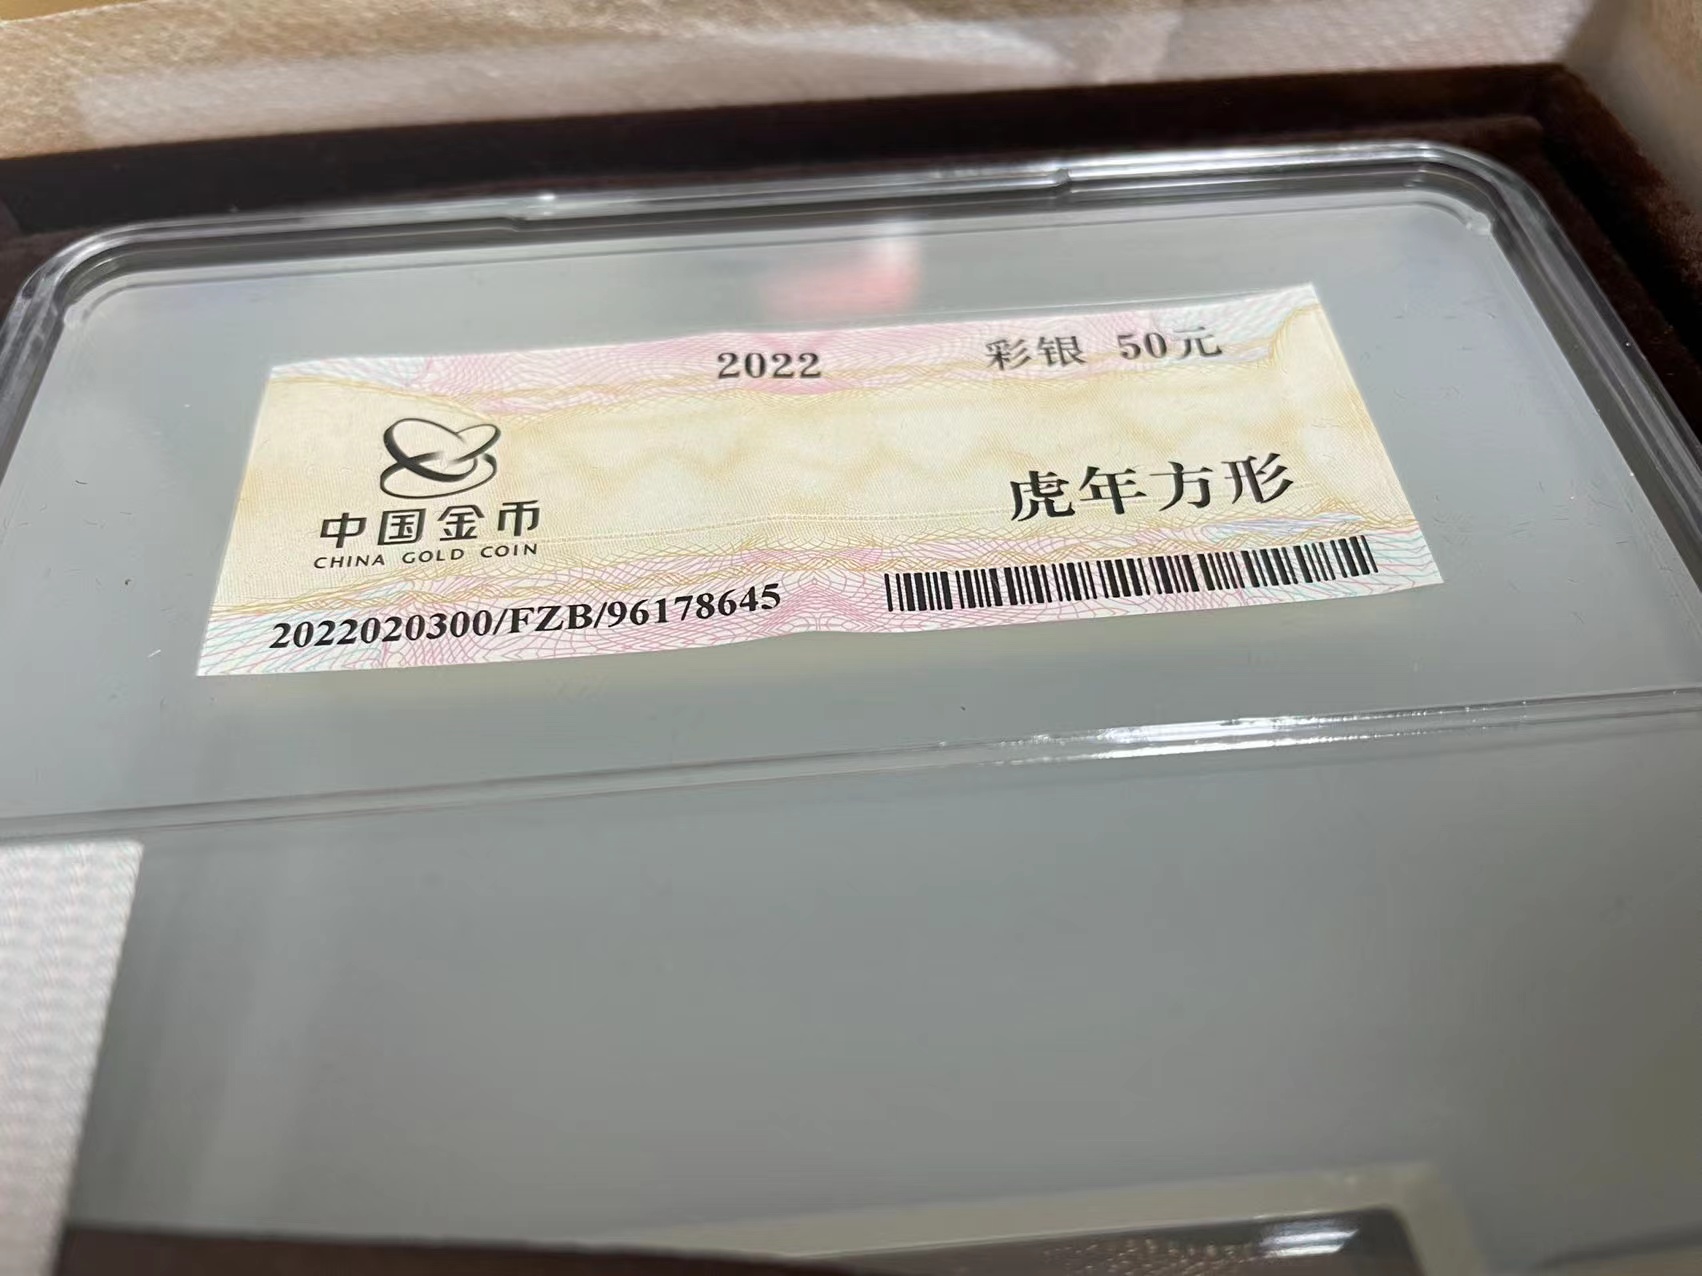 2022 彩银 50元
中国金币
CHINA GOLD COIN
虎年方形
2022020300/FZB/96178645